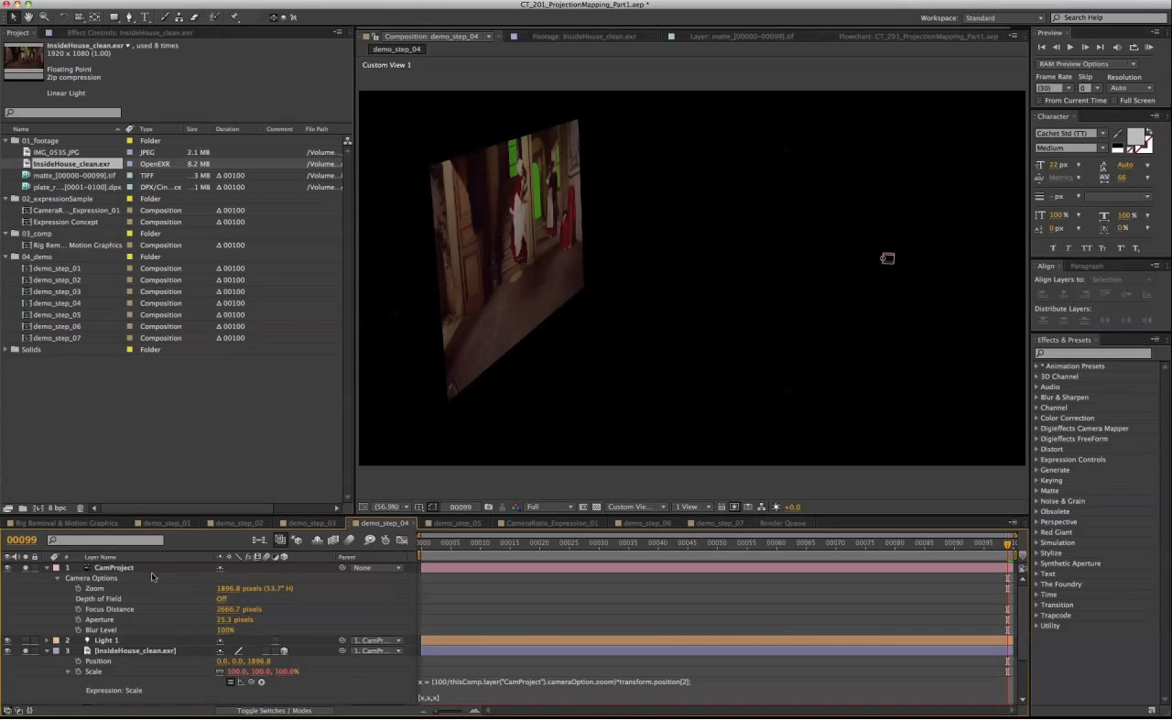 CT_201_ProjectionMapping_Part1.aep *
Workspace: Standard
Search Help
Project
Effect Controls: InsideHouse_clean.exr
InsideHouse_clean.exr ▾, used 8 times
1920 x 1080 (1.00)
Floating Point
Zip compression
Linear Light
Name Type Size Duration Comment File Path
01_footage Folder
IMG_0535.JPG JPEG 2.1 MB /Volume...
InsideHouse_clean.exr OpenEXR 8.2 MB /Volume...
matte_[00000-00099].tif TIFF ...3 MB Δ 00100 /Volume...
plate_r...[0001-0100].dpx DPX/Cin...ce ...1 MB Δ 00100 /Volume...
02_expressionSample Folder
CameraR..._Expression_01 Composition Δ 00100
Expression Concept Composition Δ 00100
03_comp Folder
Rig Rem... Motion Graphics Composition Δ 00100
04_demo Folder
demo_step_01 Composition Δ 00100
demo_step_02 Composition Δ 00100
demo_step_03 Composition Δ 00100
demo_step_04 Composition Δ 00100
demo_step_05 Composition Δ 00100
demo_step_06 Composition Δ 00100
demo_step_07 Composition Δ 00100
Solids Folder
8 bpc
Composition: demo_step_04
Footage: InsideHouse_clean.exr
Layer: matte_[00000-00099].tif
Flowchart: CT_201_ProjectionMapping_Part1.aep
demo_step_04
Custom View 1
(56.9%) 00099 Full Custom Vie... 1 View +0.0
Preview
RAM Preview Options
Frame Rate Skip Resolution
(30) 0 Auto
From Current Time Full Screen
Character
Cachet Std (TT)
Medium
22 px Auto
Metrics 66
- px
100 % 100 %
0 px 0 %
Align Paragraph
Align Layers to: Selection
Distribute Layers:
Effects & Presets
* Animation Presets
3D Channel
Audio
Blur & Sharpen
Channel
Color Correction
Digieffects Camera Mapper
Digieffects FreeForm
Distort
Expression Controls
Generate
Keying
Matte
Noise & Grain
Obsolete
Perspective
Simulation
Stylize
Synthetic Aperture
Text
The Foundry
Time
Transition
Utility
Rig Removal & Motion Graphics demo_step_01 demo_step_02 demo_step_03 demo_step_04 demo_step_05 CameraRatio_Expression_01 demo_step_06 demo_step_07 Render Queue
00099
# Layer Name Parent
0000 00005 00010 00015 00020 00025 00030 00035 00040 00045 00050 00055 00060 00065 00070 00075 00080 00085 00090 00095
1 CamProject None
Camera Options
Zoom 1896.8 pixels (53.7° H)
Depth of Field Off
Focus Distance 2666.7 pixels
Aperture 25.3 pixels
Blur Level 100%
2 Light 1 1. CamPr...
3 [InsideHouse_clean.exr] 1. CamPr...
Position 0.0, 0.0, 1896.8
Scale 100.0, 100.0, 100.0%
Expression: Scale
x = (100/thisComp.layer("CamProject").cameraOption.zoom)*transform.position[2];
[x,x,x]
Toggle Switches / Modes